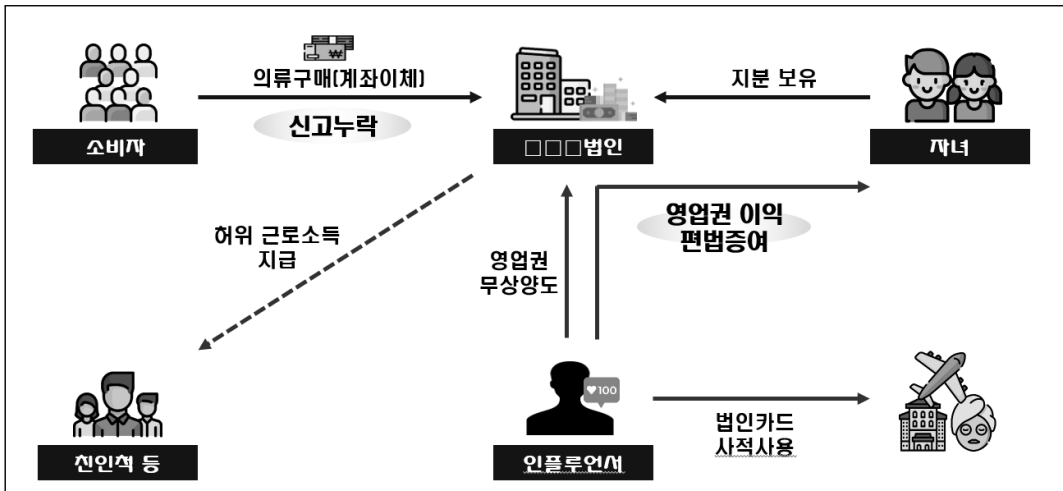 의류구매(계좌이체)
신고누락
지분 보유
소비자
□□□법인
자녀
허위 근로소득
지급
영업권
무상양도
영업권 이익
편법증여
♥100
법인카드
사적사용
친인척 등
인플루언서
₩